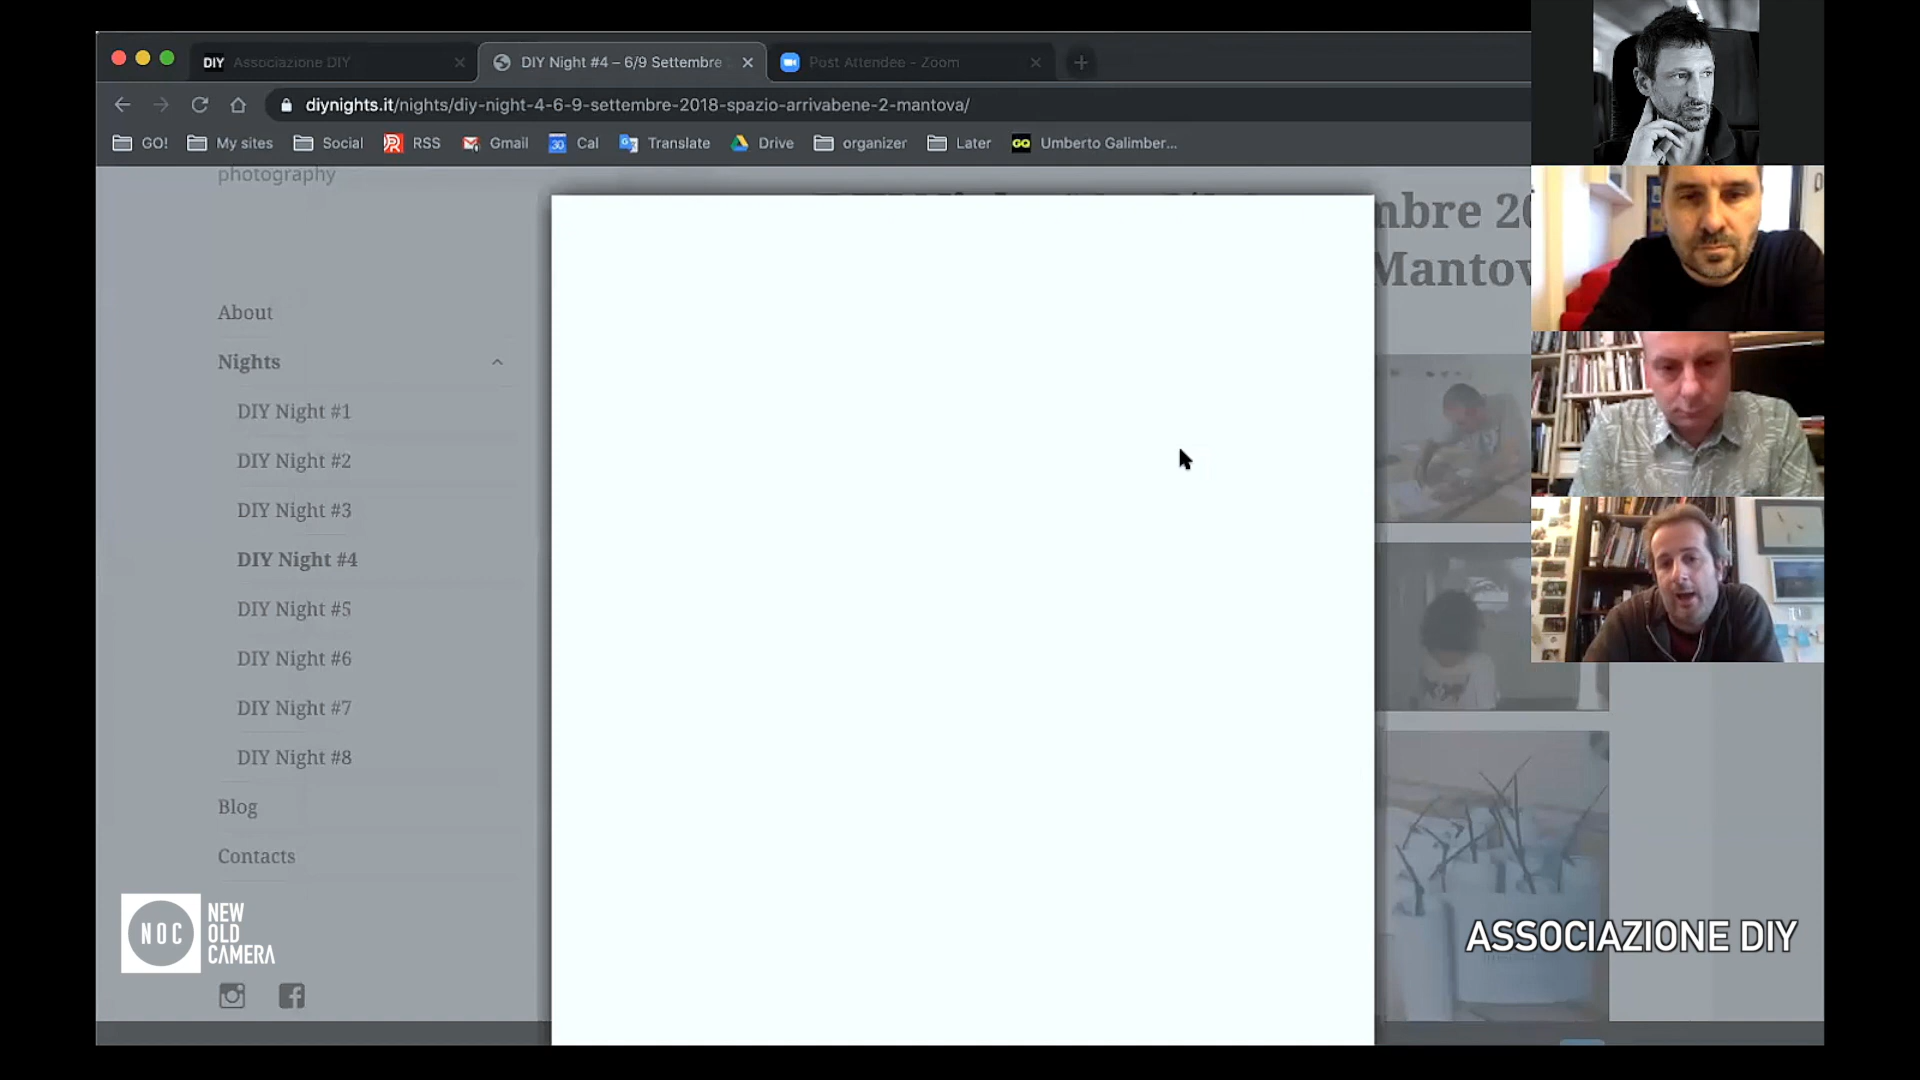 DIY Associazione DIY
DIY Night #4 – 6/9 Settembre
Post Attendee - Zoom
diynights.it/nights/diy-night-4-6-9-settembre-2018-spazio-arrivabene-2-mantova/
GO!
My sites
Social
RSS
Gmail
30 Cal
Translate
Drive
organizer
Later
GQ Umberto Galimber...
photography
mbre 20
Mantov
About
Nights
DIY Night #1
DIY Night #2
DIY Night #3
DIY Night #4
DIY Night #5
DIY Night #6
DIY Night #7
DIY Night #8
Blog
Contacts
NOC
NEW
OLD
CAMERA
ASSOCIAZIONE DIY